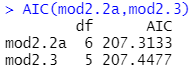 > AIC(mod2.2a,mod2.3)
df AIC
mod2.2a 6 207.3133
mod2.3 5 207.4477